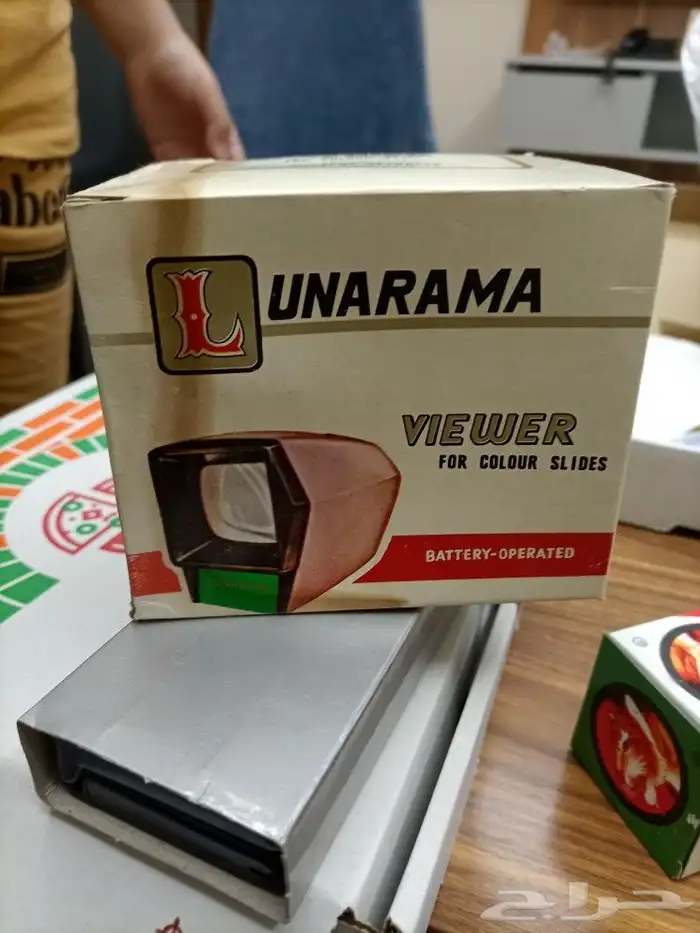 LUNARAMA
VIEWER
FOR COLOUR SLIDES
BATTERY-OPERATED
حراج